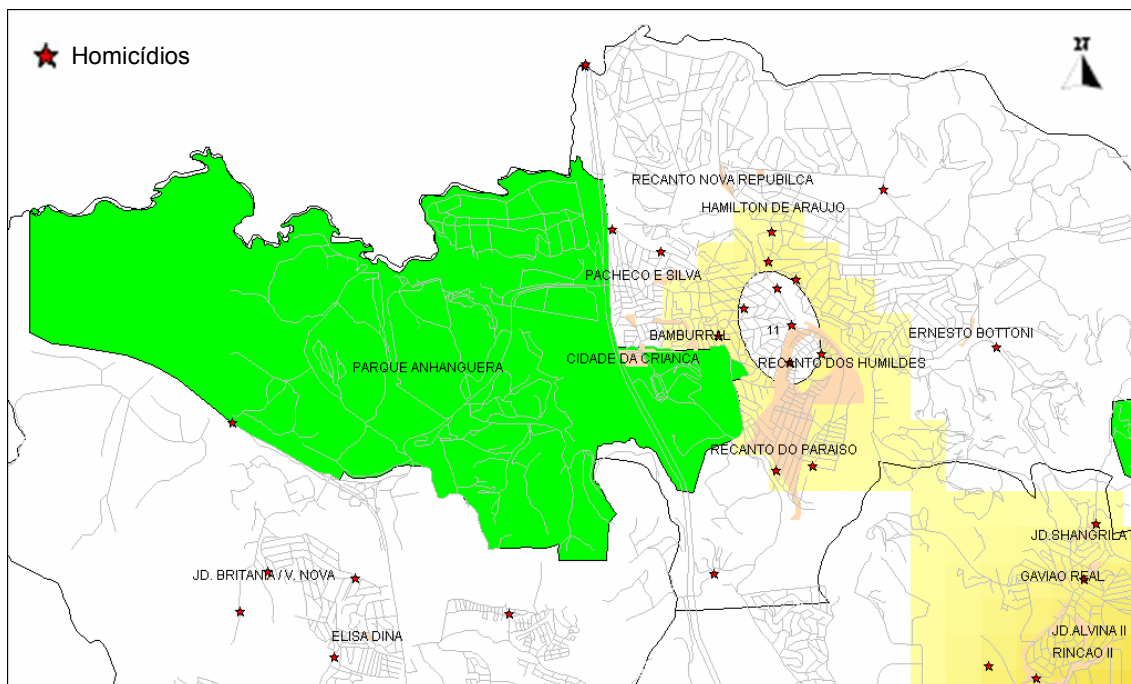 Homicídios
RECANTO NOVA REPUBILCA
HAMILTON DE ARAUJO
PACHECO E SILVA
BAMBURRAL
11
ERNESTO BOTTONI
CIDADE DA CRIANCA
RECANTO DOS HUMILDES
PARQUE ANHANGUERA
RECANTO DO PARAISO
JD.SHANGRILA
JD. BRITANIA / V. NOVA
GAVIAO REAL
ELISA DINA
JD.ALVINA II
RINCAO II